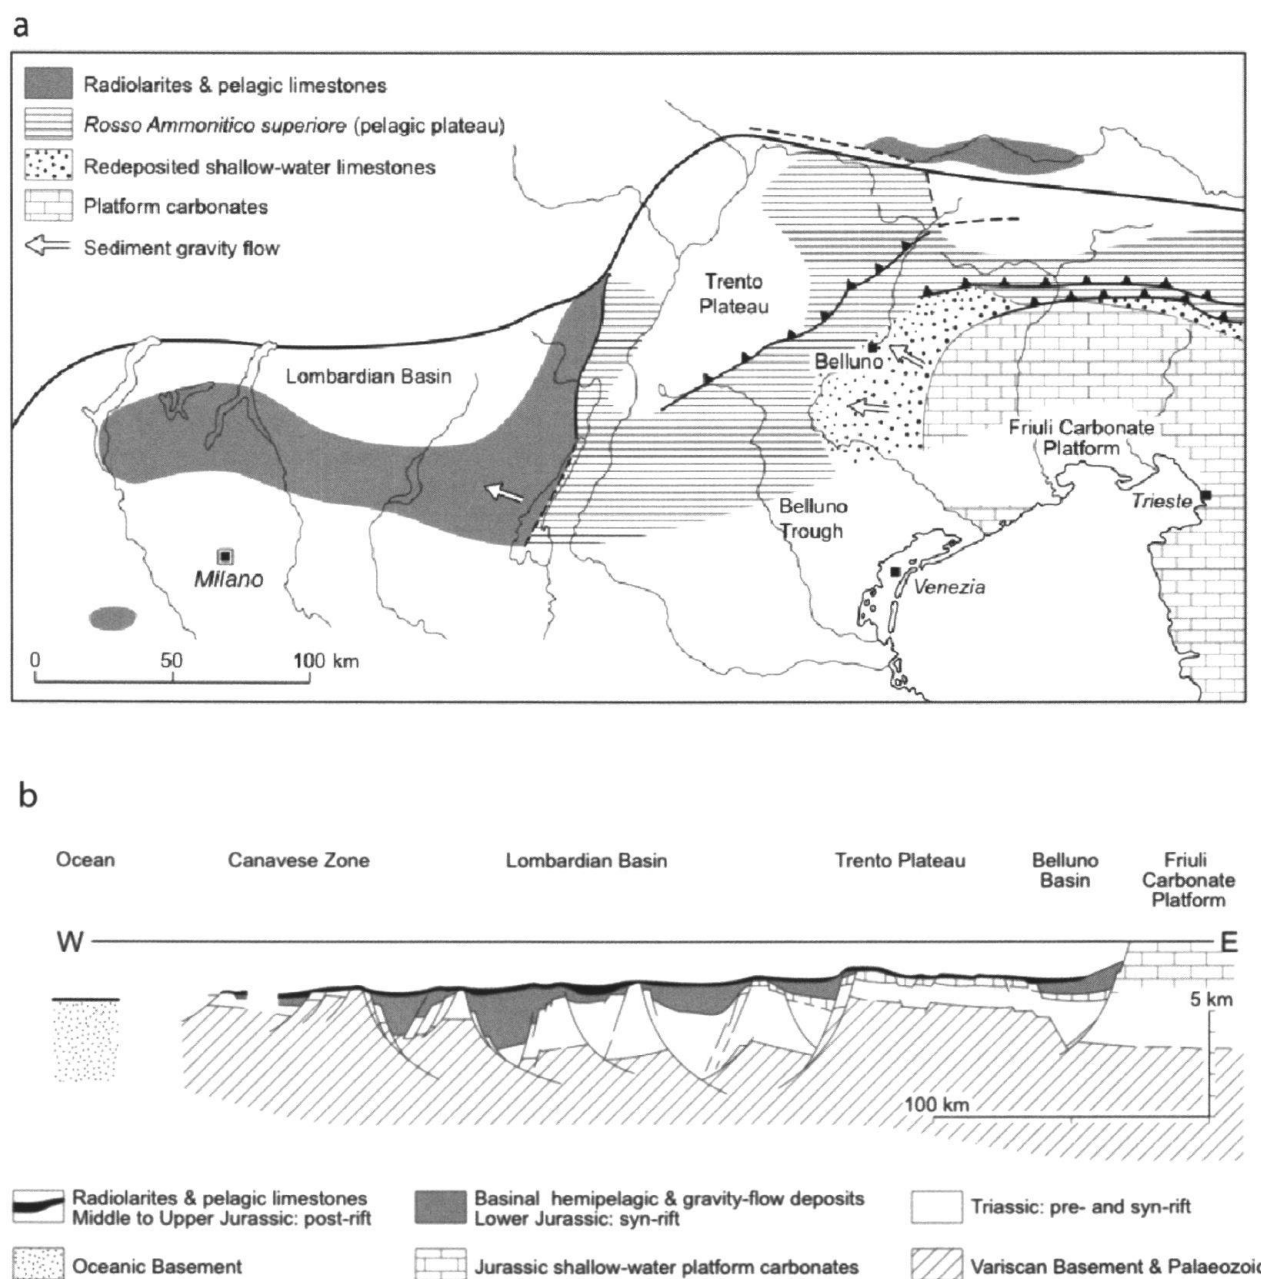 a
Radiolarites & pelagic limestones
Rosso Ammonitico superiore (pelagic plateau)
Redeposited shallow-water limestones
Platform carbonates
Sediment gravity flow
Trento
Plateau
Belluno
Lombardian Basin
Friuli Carbonate
Platform
Trieste
Belluno
Trough
Milano
Venezia
0 50 100 km
b
Ocean
Canavese Zone
Lombardian Basin
Trento Plateau
Belluno
Basin
Friuli
Carbonate
Platform
W
E
5 km
100 km
Radiolarites & pelagic limestones
Middle to Upper Jurassic: post-rift
Basinal hemipelagic & gravity-flow deposits
Lower Jurassic: syn-rift
Triassic: pre- and syn-rift
Oceanic Basement
Jurassic shallow-water platform carbonates
Variscan Basement & Palaeozoic